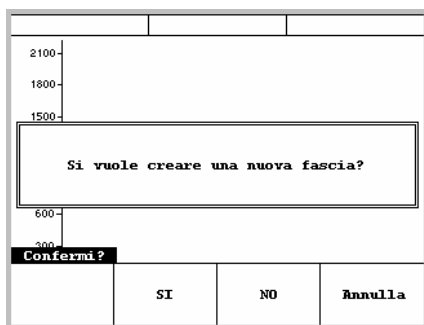 2100
1800
1500
Si vuole creare una nuova fascia?
600
300
Confermi?
SI NO Annulla